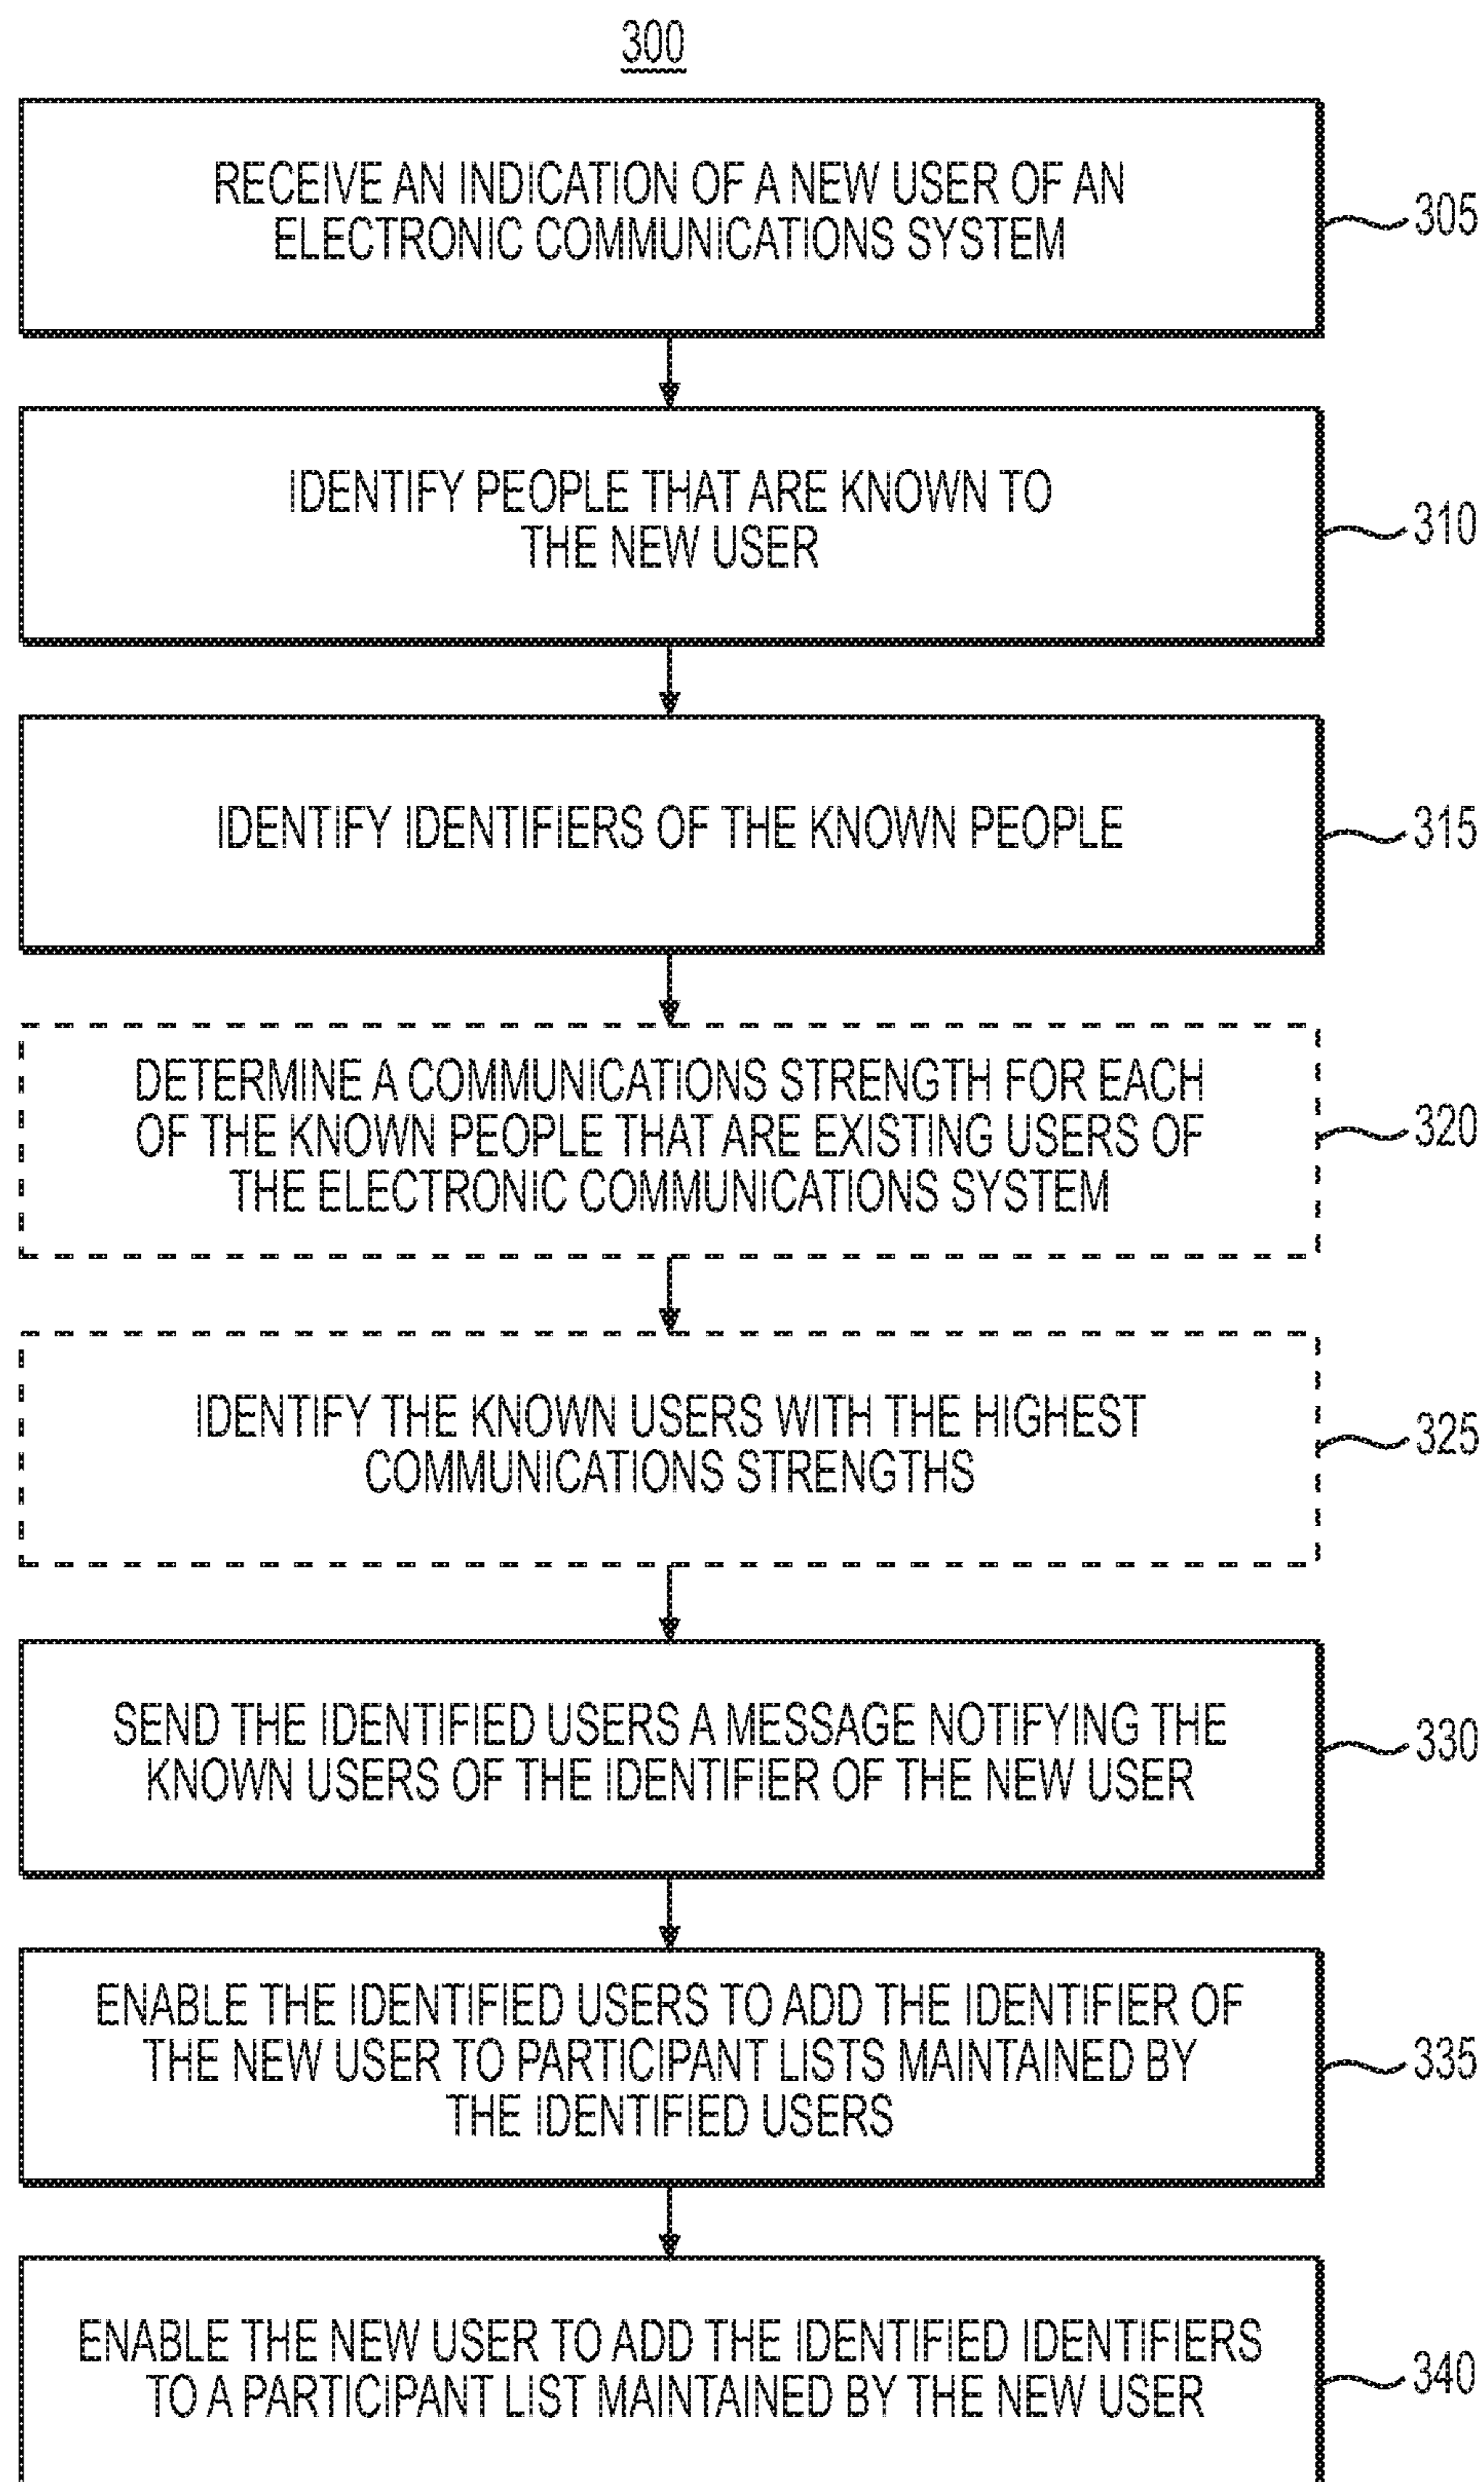 300
RECEIVE AN INDICATION OF A NEW USER OF AN
ELECTRONIC COMMUNICATIONS SYSTEM
305
IDENTIFY PEOPLE THAT ARE KNOWN TO
THE NEW USER
310
IDENTIFY IDENTIFIERS OF THE KNOWN PEOPLE
315
DETERMINE A COMMUNICATIONS STRENGTH FOR EACH
OF THE KNOWN PEOPLE THAT ARE EXISTING USERS OF
THE ELECTRONIC COMMUNICATIONS SYSTEM
320
IDENTIFY THE KNOWN USERS WITH THE HIGHEST
COMMUNICATIONS STRENGTHS
325
SEND THE IDENTIFIED USERS A MESSAGE NOTIFYING THE
KNOWN USERS OF THE IDENTIFIER OF THE NEW USER
330
ENABLE THE IDENTIFIED USERS TO ADD THE IDENTIFIER OF
THE NEW USER TO PARTICIPANT LISTS MAINTAINED BY
THE IDENTIFIED USERS
335
ENABLE THE NEW USER TO ADD THE IDENTIFIED IDENTIFIERS
TO A PARTICIPANT LIST MAINTAINED BY THE NEW USER
340